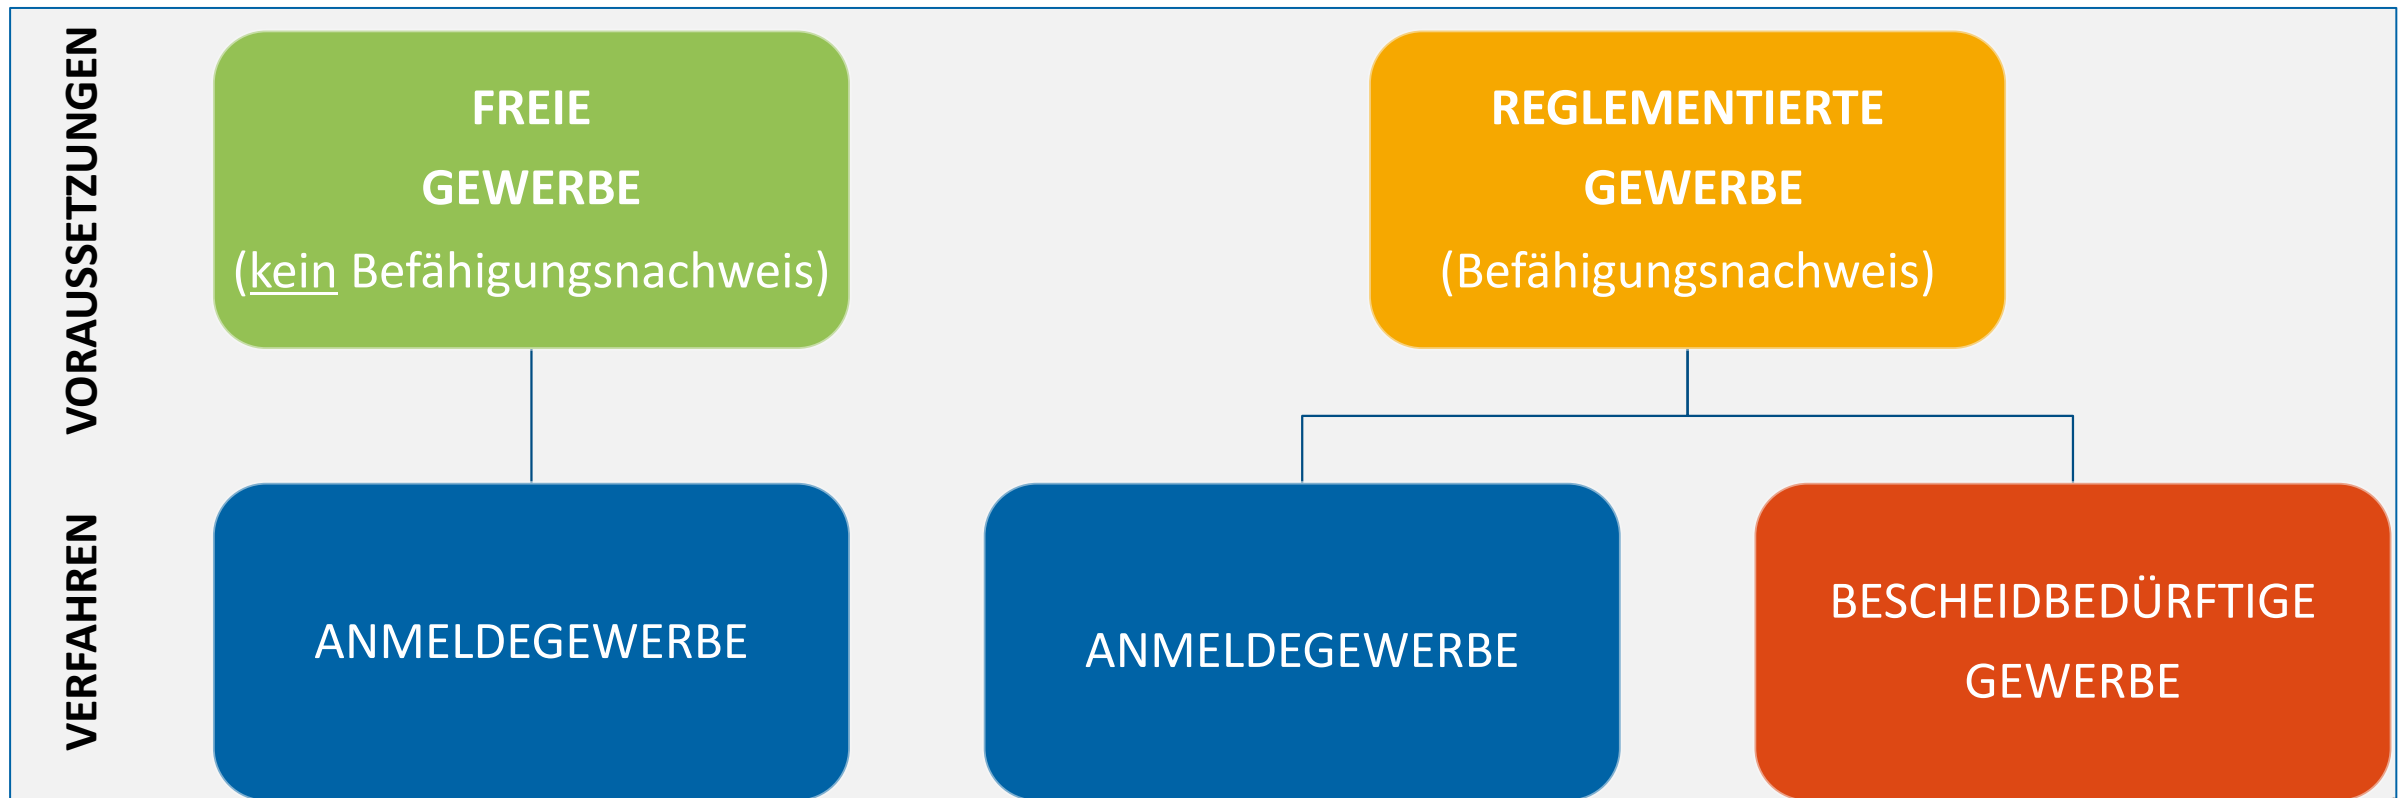 VORAUSSETZUNGEN
FREIE
GEWERBE
(kein Befähigungsnachweis)
REGLEMENTIERTE
GEWERBE
(Befähigungsnachweis)
VERFAHREN
ANMELDEGEWERBE
ANMELDEGEWERBE
BESCHEIDBEDÜRFTIGE
GEWERBE